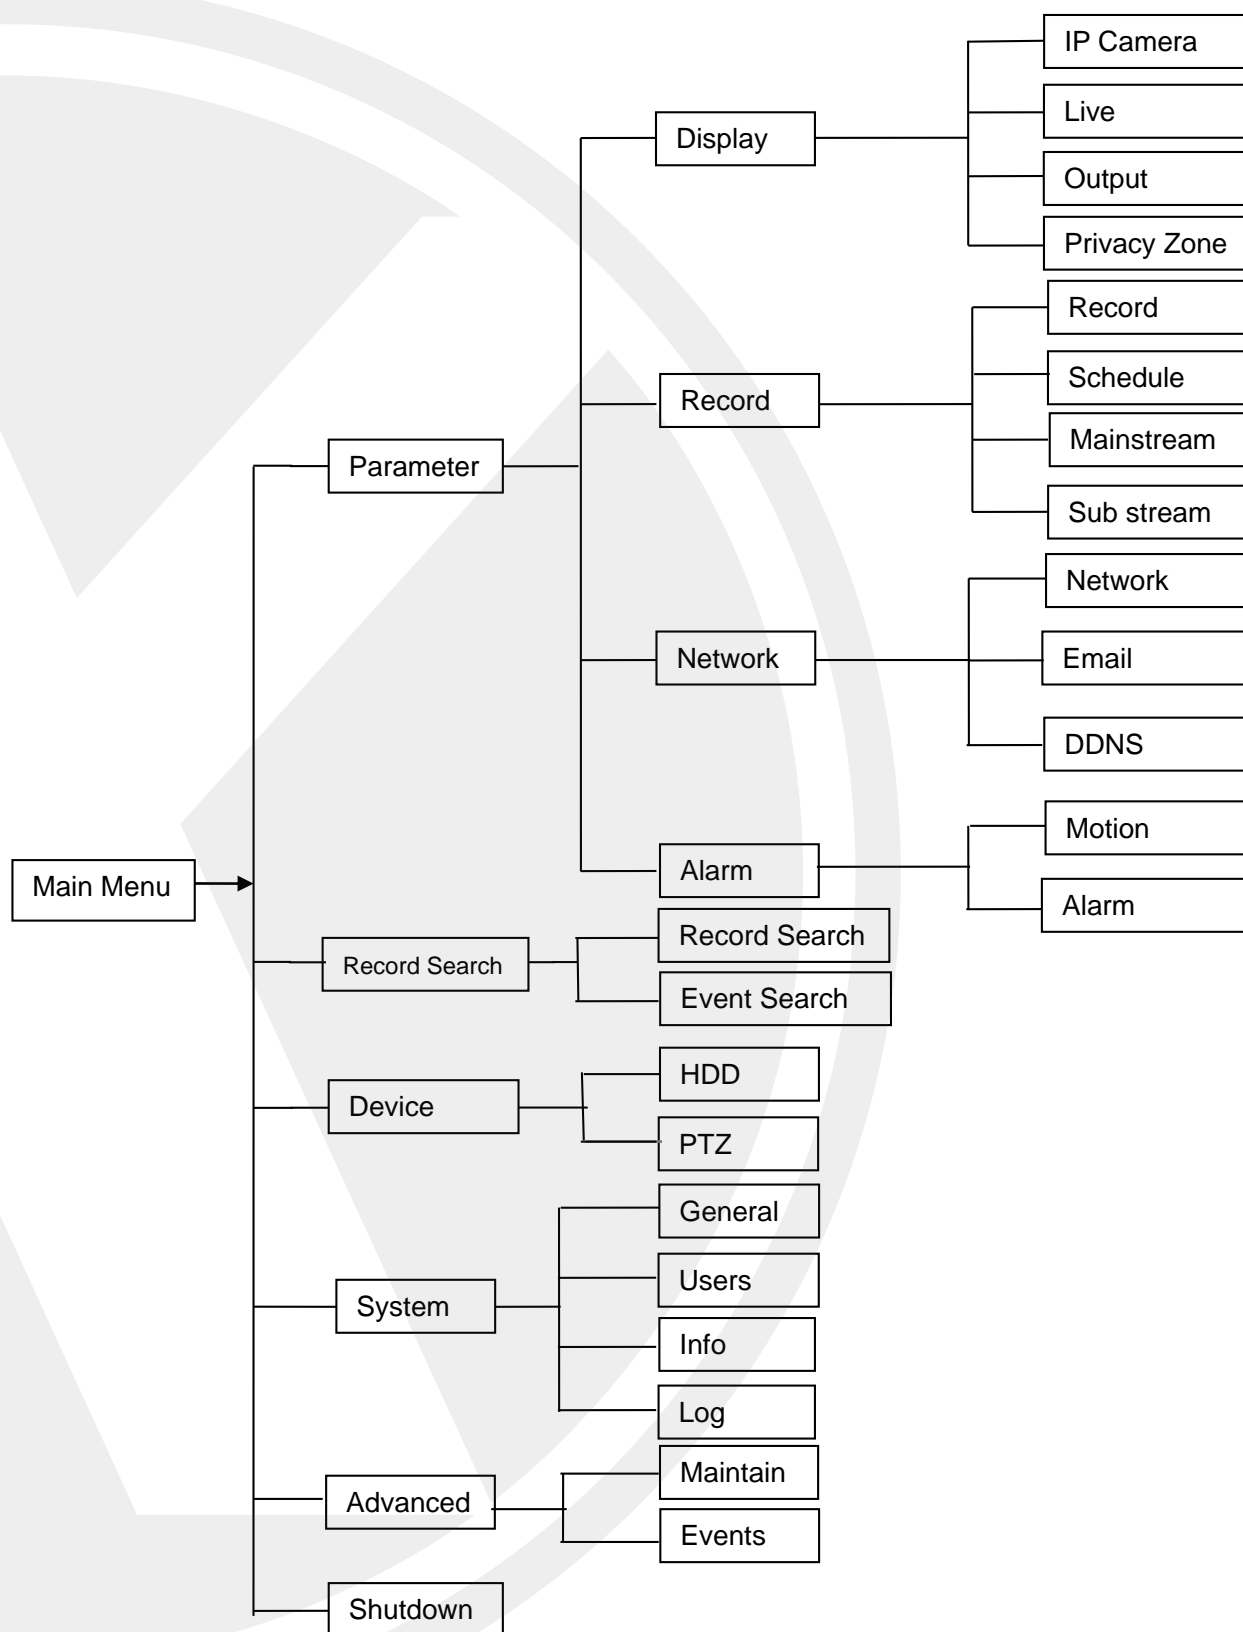 IP Camera
Live
Display
Output
Privacy Zone
Record
Schedule
Record
Mainstream
Parameter
Sub stream
Network
Network
Email
DDNS
Motion
Alarm
Main Menu
Alarm
Record Search
Record Search
Event Search
HDD
Device
PTZ
General
Users
System
Info
Log
Maintain
Advanced
Events
Shutdown